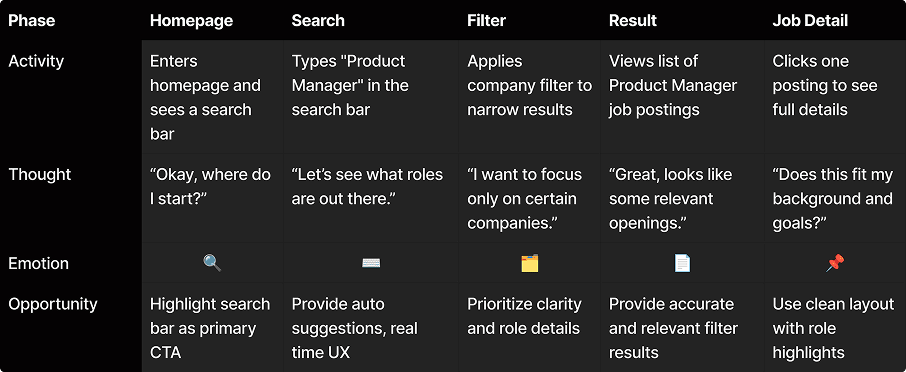 Phase Homepage Search Filter Result Job Detail
Activity
Enters
homepage and
sees a search
bar
Types "Product
Manager" in the
search bar
Applies
company filter to
narrow results
Views list of
Product Manager
job postings
Clicks one
posting to see
full details
Thought
“Okay, where do
I start?”
“Let’s see what roles
are out there.”
“I want to focus
only on certain
companies.”
“Great, looks like
some relevant
openings.”
“Does this fit my
background and
goals?”
Emotion
Opportunity
Highlight search
bar as primary
CTA
Provide auto
suggestions, real
time UX
Prioritize clarity
and role details
Provide accurate
and relevant filter
results
Use clean layout
with role
highlights